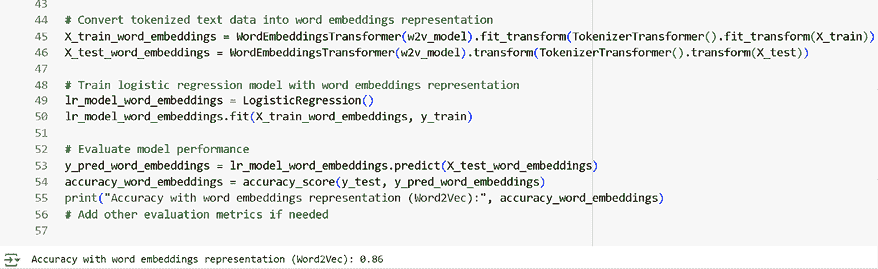 43
44 # Convert tokenized text data into word embeddings representation
45 X_train_word_embeddings = WordEmbeddingsTransformer(w2v_model).fit_transform(TokenizerTransformer().fit_transform(X_train))
46 X_test_word_embeddings = WordEmbeddingsTransformer(w2v_model).transform(TokenizerTransformer().transform(X_test))
47
48 # Train logistic regression model with word embeddings representation
49 lr_model_word_embeddings = LogisticRegression()
50 lr_model_word_embeddings.fit(X_train_word_embeddings, y_train)
51
52 # Evaluate model performance
53 y_pred_word_embeddings = lr_model_word_embeddings.predict(X_test_word_embeddings)
54 accuracy_word_embeddings = accuracy_score(y_test, y_pred_word_embeddings)
55 print("Accuracy with word embeddings representation (Word2Vec):", accuracy_word_embeddings)
56 # Add other evaluation metrics if needed
57
Accuracy with word embeddings representation (Word2Vec): 0.86